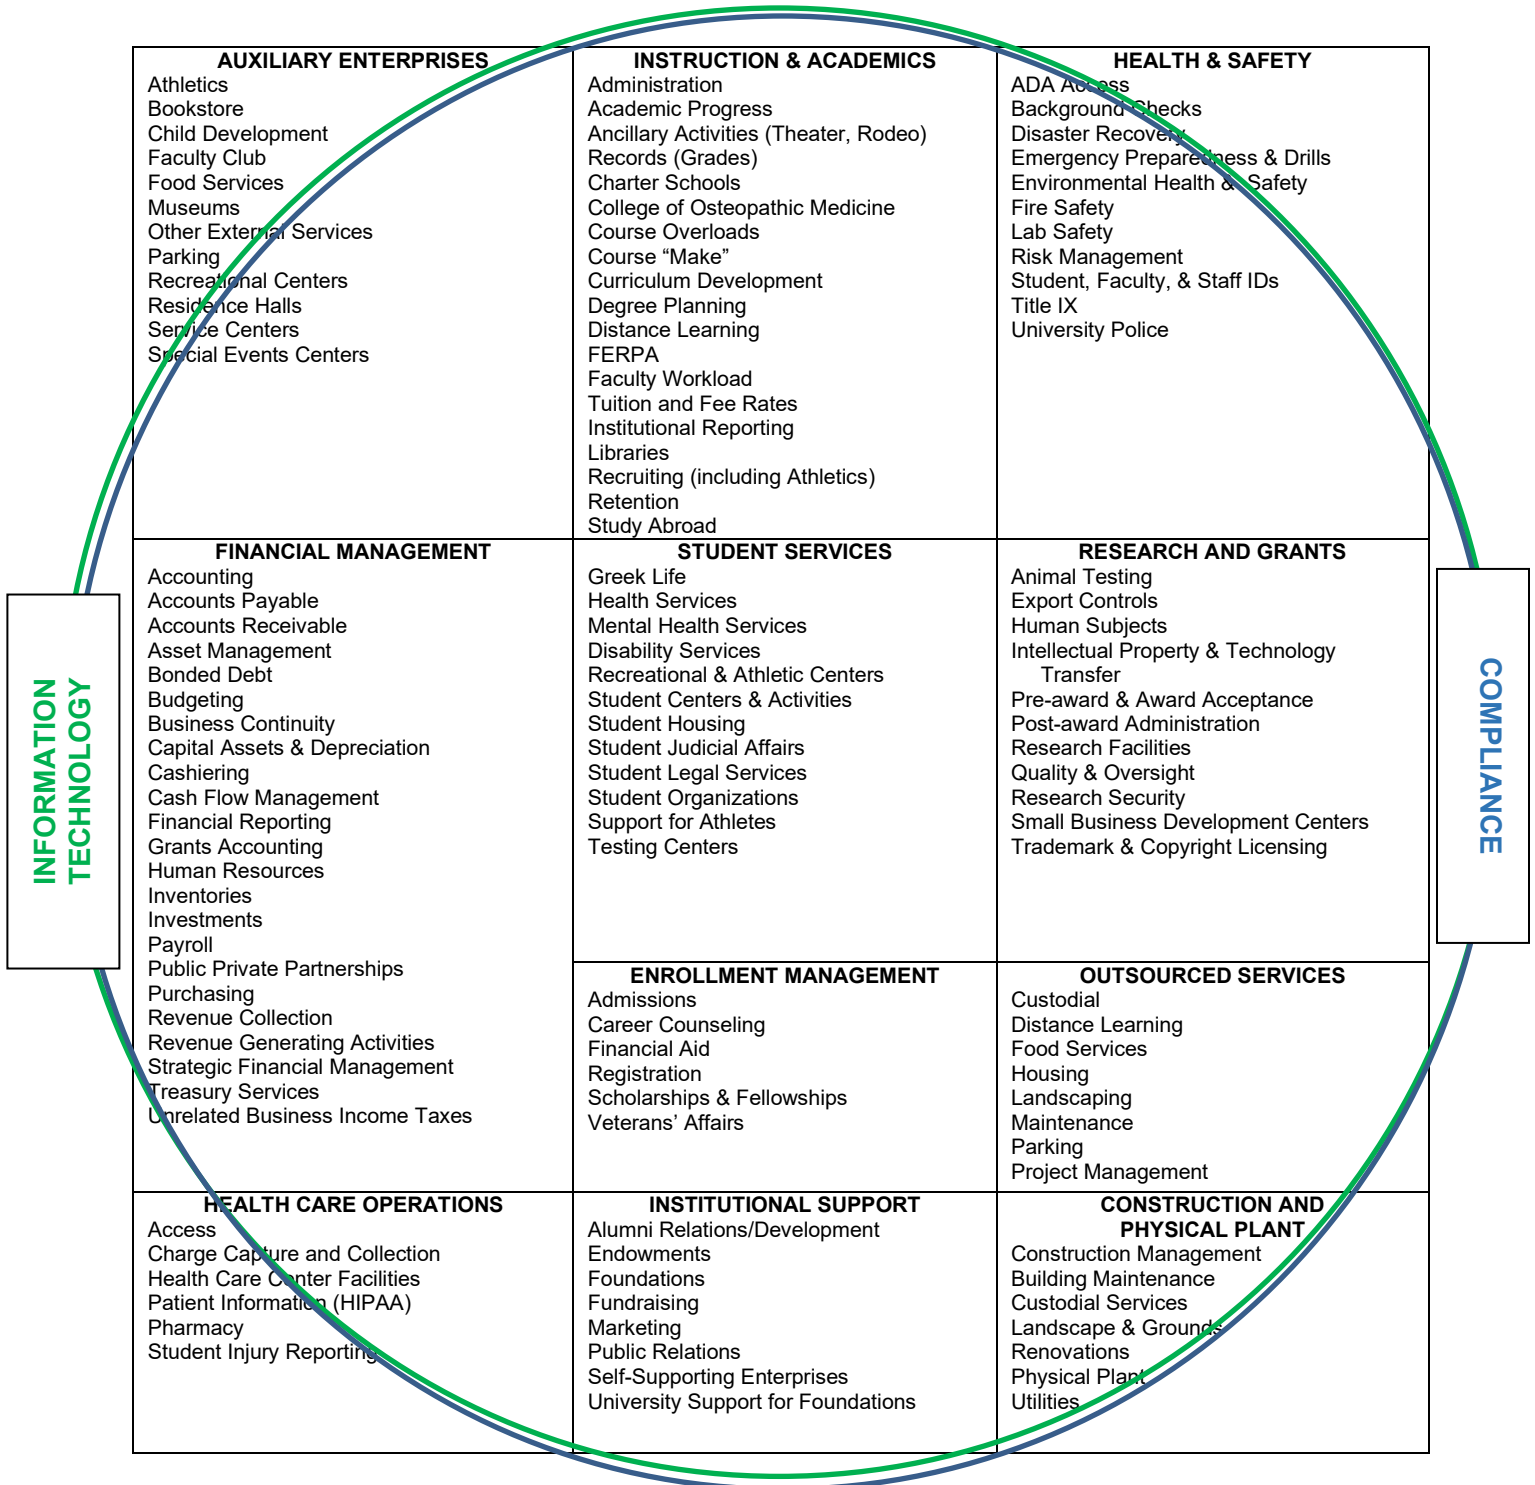 AUXILIARY ENTERPRISES
Athletics
Bookstore
Child Development
Faculty Club
Food Services
Museums
Other External Services
Parking
Recreational Centers
Residence Halls
Service Centers
Special Events Centers
INSTRUCTION & ACADEMICS
Administration
Academic Progress
Ancillary Activities (Theater, Rodeo)
Records (Grades)
Charter Schools
College of Osteopathic Medicine
Course Overloads
Course “Make”
Curriculum Development
Degree Planning
Distance Learning
FERPA
Faculty Workload
Tuition and Fee Rates
Institutional Reporting
Libraries
Recruiting (including Athletics)
Retention
Study Abroad
HEALTH & SAFETY
ADA Access
Background Checks
Disaster Recovery
Emergency Preparedness & Drills
Environmental Health & Safety
Fire Safety
Lab Safety
Risk Management
Student, Faculty, & Staff IDs
Title IX
University Police
INFORMATION
TECHNOLOGY
FINANCIAL MANAGEMENT
Accounting
Accounts Payable
Accounts Receivable
Asset Management
Bonded Debt
Budgeting
Business Continuity
Capital Assets & Depreciation
Cashiering
Cash Flow Management
Financial Reporting
Grants Accounting
Human Resources
Inventories
Investments
Payroll
Public Private Partnerships
Purchasing
Revenue Collection
Revenue Generating Activities
Strategic Financial Management
Treasury Services
Unrelated Business Income Taxes
STUDENT SERVICES
Greek Life
Health Services
Mental Health Services
Disability Services
Recreational & Athletic Centers
Student Centers & Activities
Student Housing
Student Judicial Affairs
Student Legal Services
Student Organizations
Support for Athletes
Testing Centers
RESEARCH AND GRANTS
Animal Testing
Export Controls
Human Subjects
Intellectual Property & Technology
Transfer
Pre-award & Award Acceptance
Post-award Administration
Research Facilities
Quality & Oversight
Research Security
Small Business Development Centers
Trademark & Copyright Licensing
COMPLIANCE
ENROLLMENT MANAGEMENT
Admissions
Career Counseling
Financial Aid
Registration
Scholarships & Fellowships
Veterans’ Affairs
OUTSOURCED SERVICES
Custodial
Distance Learning
Food Services
Housing
Landscaping
Maintenance
Parking
Project Management
HEALTH CARE OPERATIONS
Access
Charge Capture and Collection
Health Care Center Facilities
Patient Information (HIPAA)
Pharmacy
Student Injury Reporting
INSTITUTIONAL SUPPORT
Alumni Relations/Development
Endowments
Foundations
Fundraising
Marketing
Public Relations
Self-Supporting Enterprises
University Support for Foundations
CONSTRUCTION AND
PHYSICAL PLANT
Construction Management
Building Maintenance
Custodial Services
Landscape & Grounds
Renovations
Physical Plant
Utilities